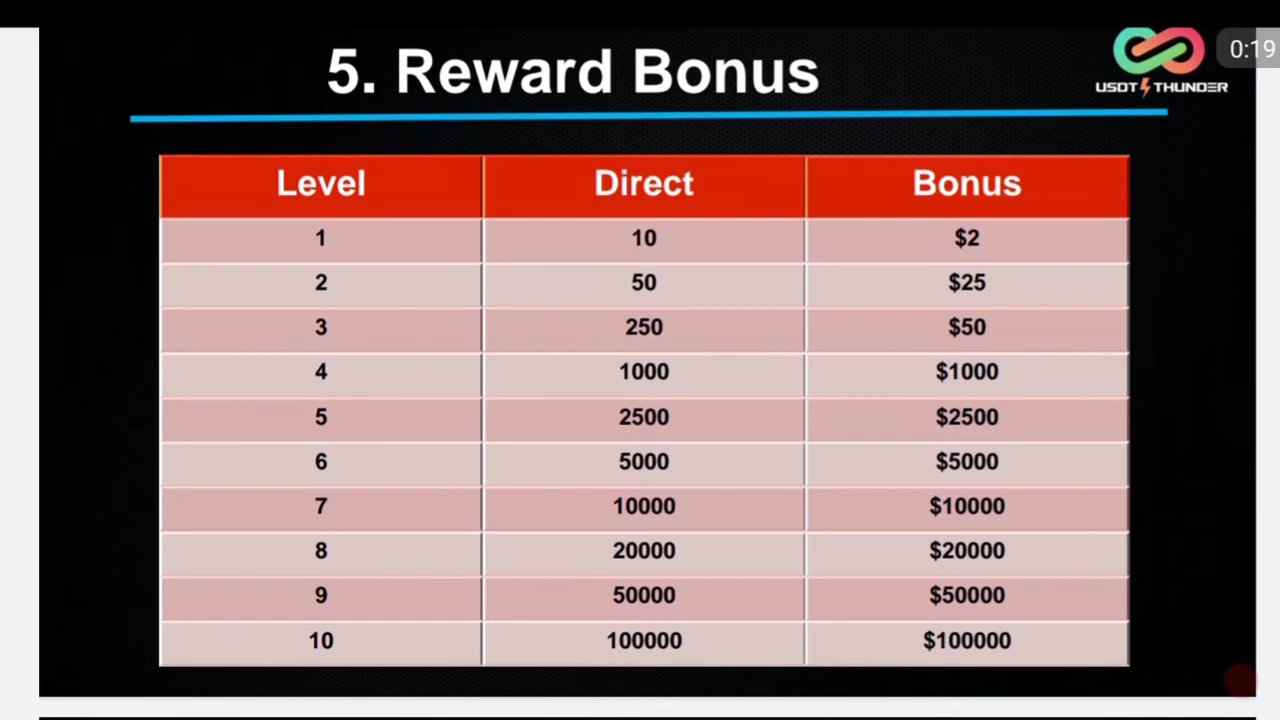 5. Reward Bonus
USDT THUNDER
0:19
Level Direct Bonus
1 10 $2
2 50 $25
3 250 $50
4 1000 $1000
5 2500 $2500
6 5000 $5000
7 10000 $10000
8 20000 $20000
9 50000 $50000
10 100000 $100000